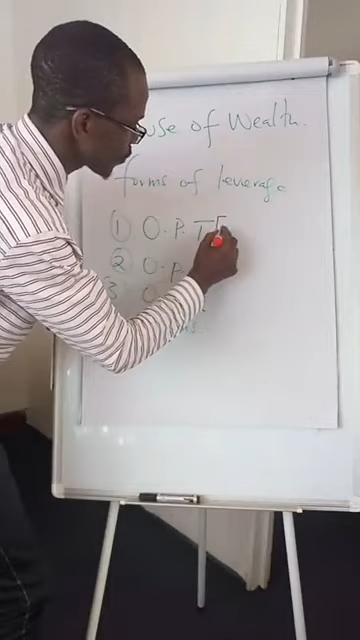 use of Wealth.
forms of leverage
① O.P.T
② O.P
3 O